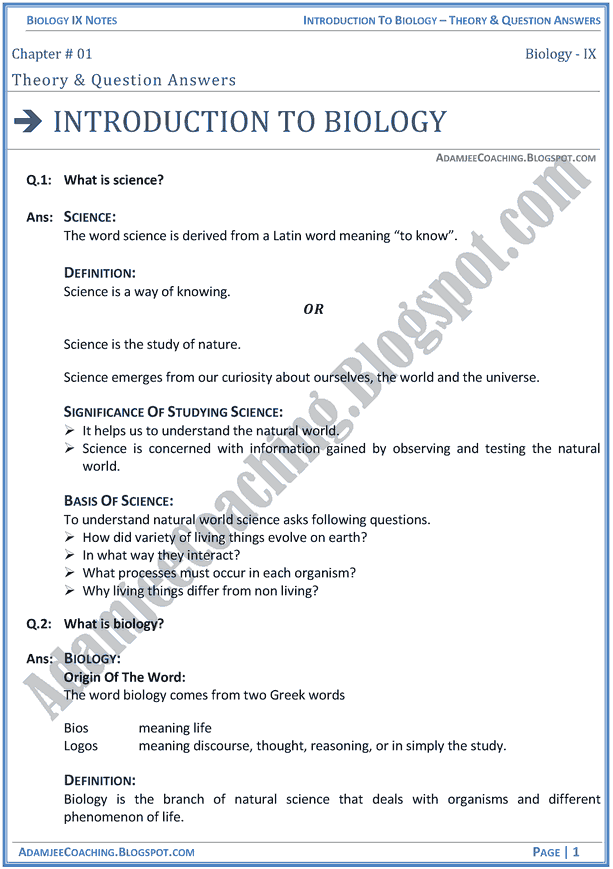 BIOLOGY IX NOTES INTRODUCTION TO BIOLOGY – THEORY & QUESTION ANSWERS
Chapter # 01 Biology - IX
Theory & Question Answers
➔ INTRODUCTION TO BIOLOGY
ADAMJEECOACHING.BLOGSPOT.COM
Q.1: What is science?
Ans: SCIENCE:
The word science is derived from a Latin word meaning “to know”.
DEFINITION:
Science is a way of knowing.
OR
Science is the study of nature.
Science emerges from our curiosity about ourselves, the world and the universe.
SIGNIFICANCE OF STUDYING SCIENCE:
➢ It helps us to understand the natural world.
➢ Science is concerned with information gained by observing and testing the natural
world.
BASIS OF SCIENCE:
To understand natural world science asks following questions.
➢ How did variety of living things evolve on earth?
➢ In what way they interact?
➢ What processes must occur in each organism?
➢ Why living things differ from non living?
Q.2: What is biology?
Ans: BIOLOGY:
Origin Of The Word:
The word biology comes from two Greek words
Bios meaning life
Logos meaning discourse, thought, reasoning, or in simply the study.
DEFINITION:
Biology is the branch of natural science that deals with organisms and different
phenomenon of life.
ADAMJEECOACHING.BLOGSPOT.COM PAGE | 1
AdamjeeCoaching.Blogspot.com